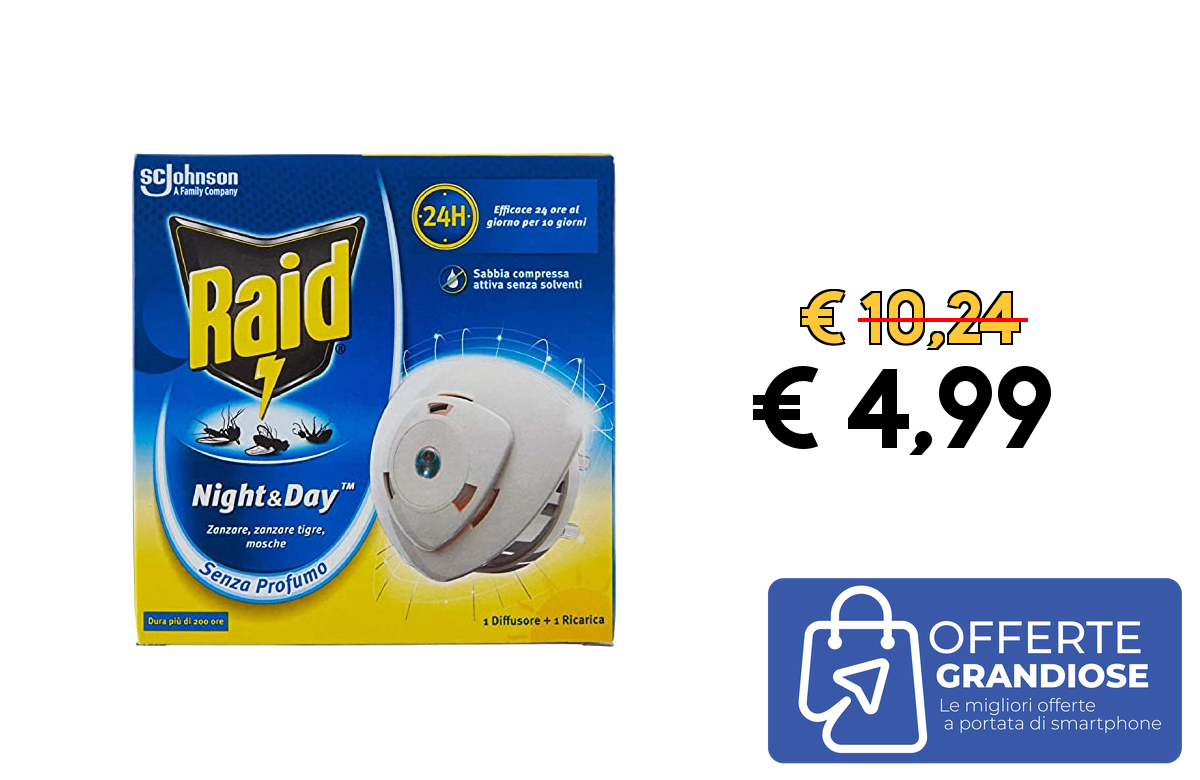 SC Johnson
A Family Company
24H
Efficace 24 ore al
giorno per 10 giorni
Sabbia compressa
attiva senza solventi
Raid®
Night&Day™
Zanzare, zanzare tigre,
mosche
Senza Profumo
Dura più di 200 ore
1 Diffusore + 1 Ricarica
€ 10,24
€ 4,99
OFFERTE
GRANDIOSE
Le migliori offerte
a portata di smartphone